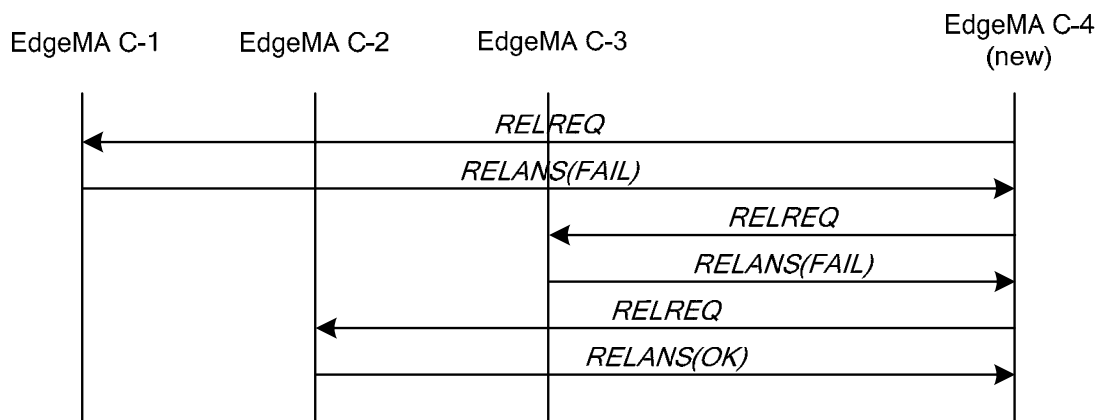 EdgeMA C-1
EdgeMA C-2
EdgeMA C-3
EdgeMA C-4
(new)
RELREQ
RELANS(FAIL)
RELREQ
RELANS(FAIL)
RELREQ
RELANS(OK)